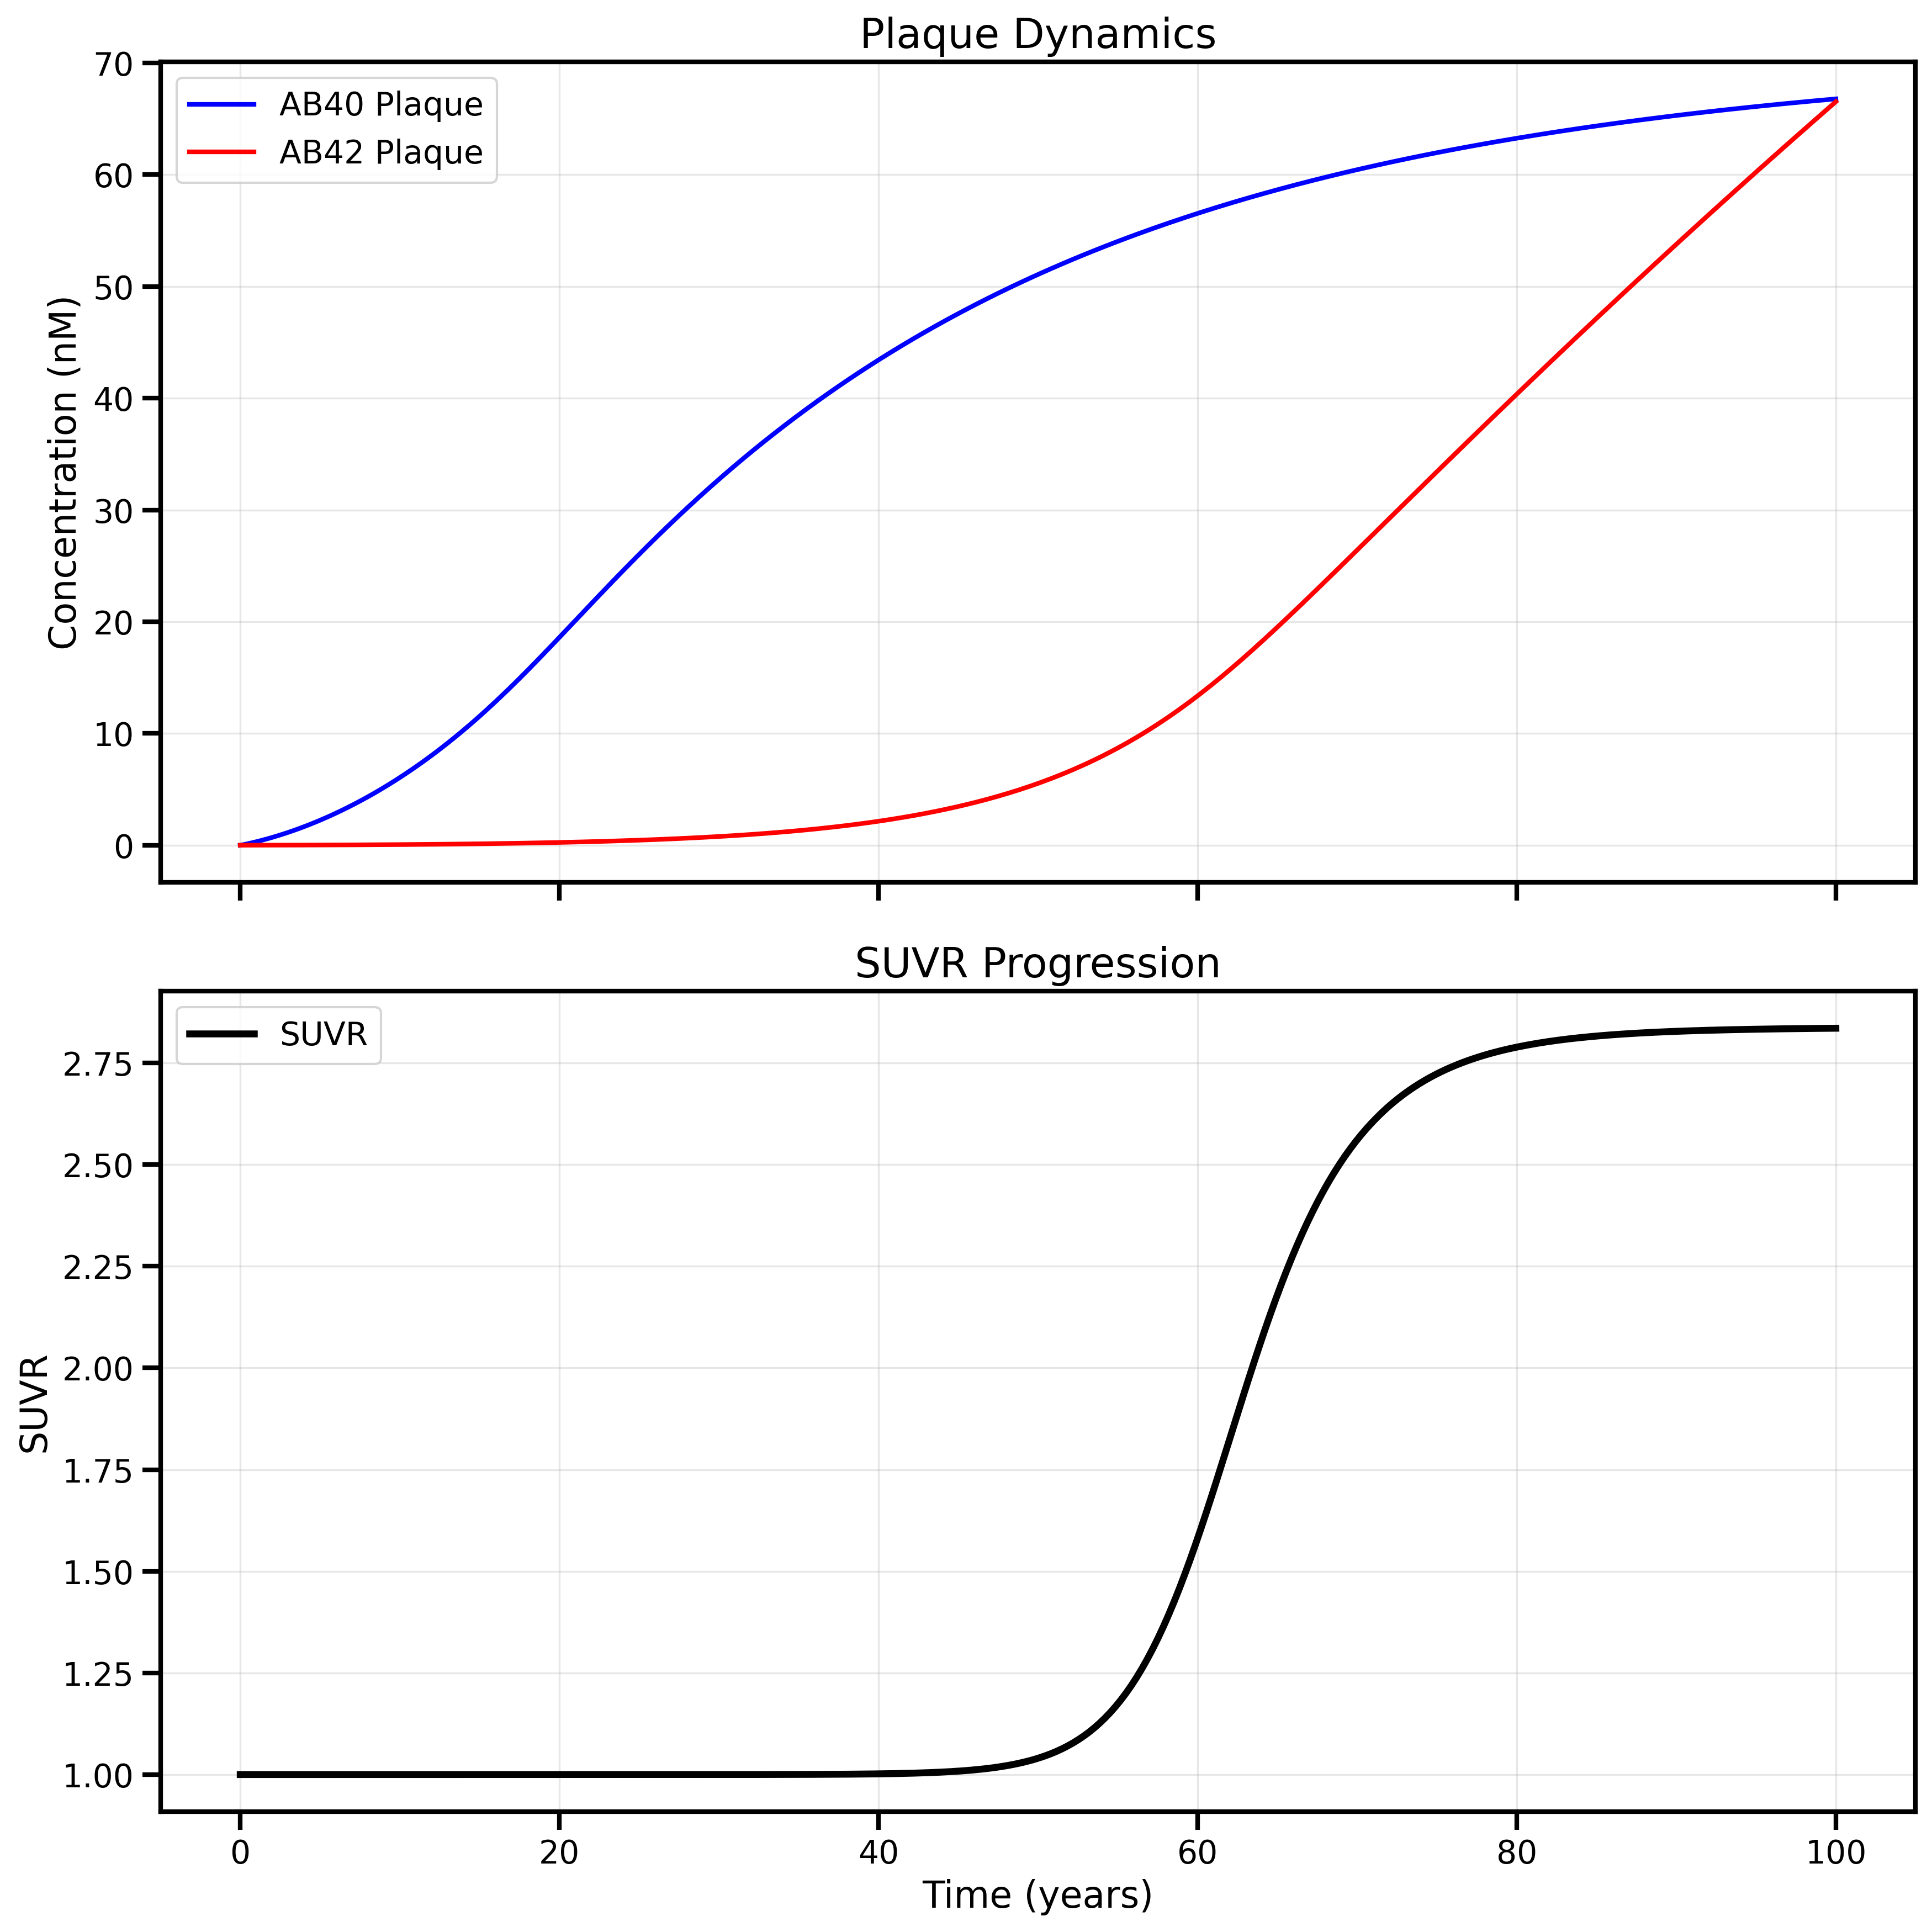 Plaque Dynamics
70
60
50
40
30
20
10
0
Concentration (nM)
AB40 Plaque
AB42 Plaque
SUVR Progression
2.75
2.50
2.25
2.00
1.75
1.50
1.25
1.00
SUVR
SUVR
0 20 40 60 80 100
Time (years)